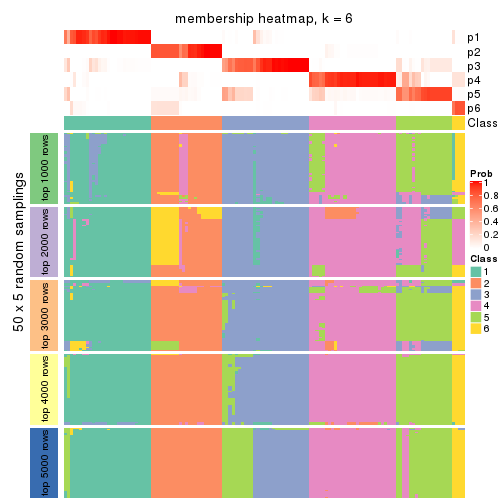 membership heatmap, k = 6
p1
p2
p3
p4
p5
p6
Class
50 x 5 random samplings
top 1000 rows
top 2000 rows
top 3000 rows
top 4000 rows
top 5000 rows
Prob
1
0.8
0.6
0.4
0.2
0
Class
1
2
3
4
5
6